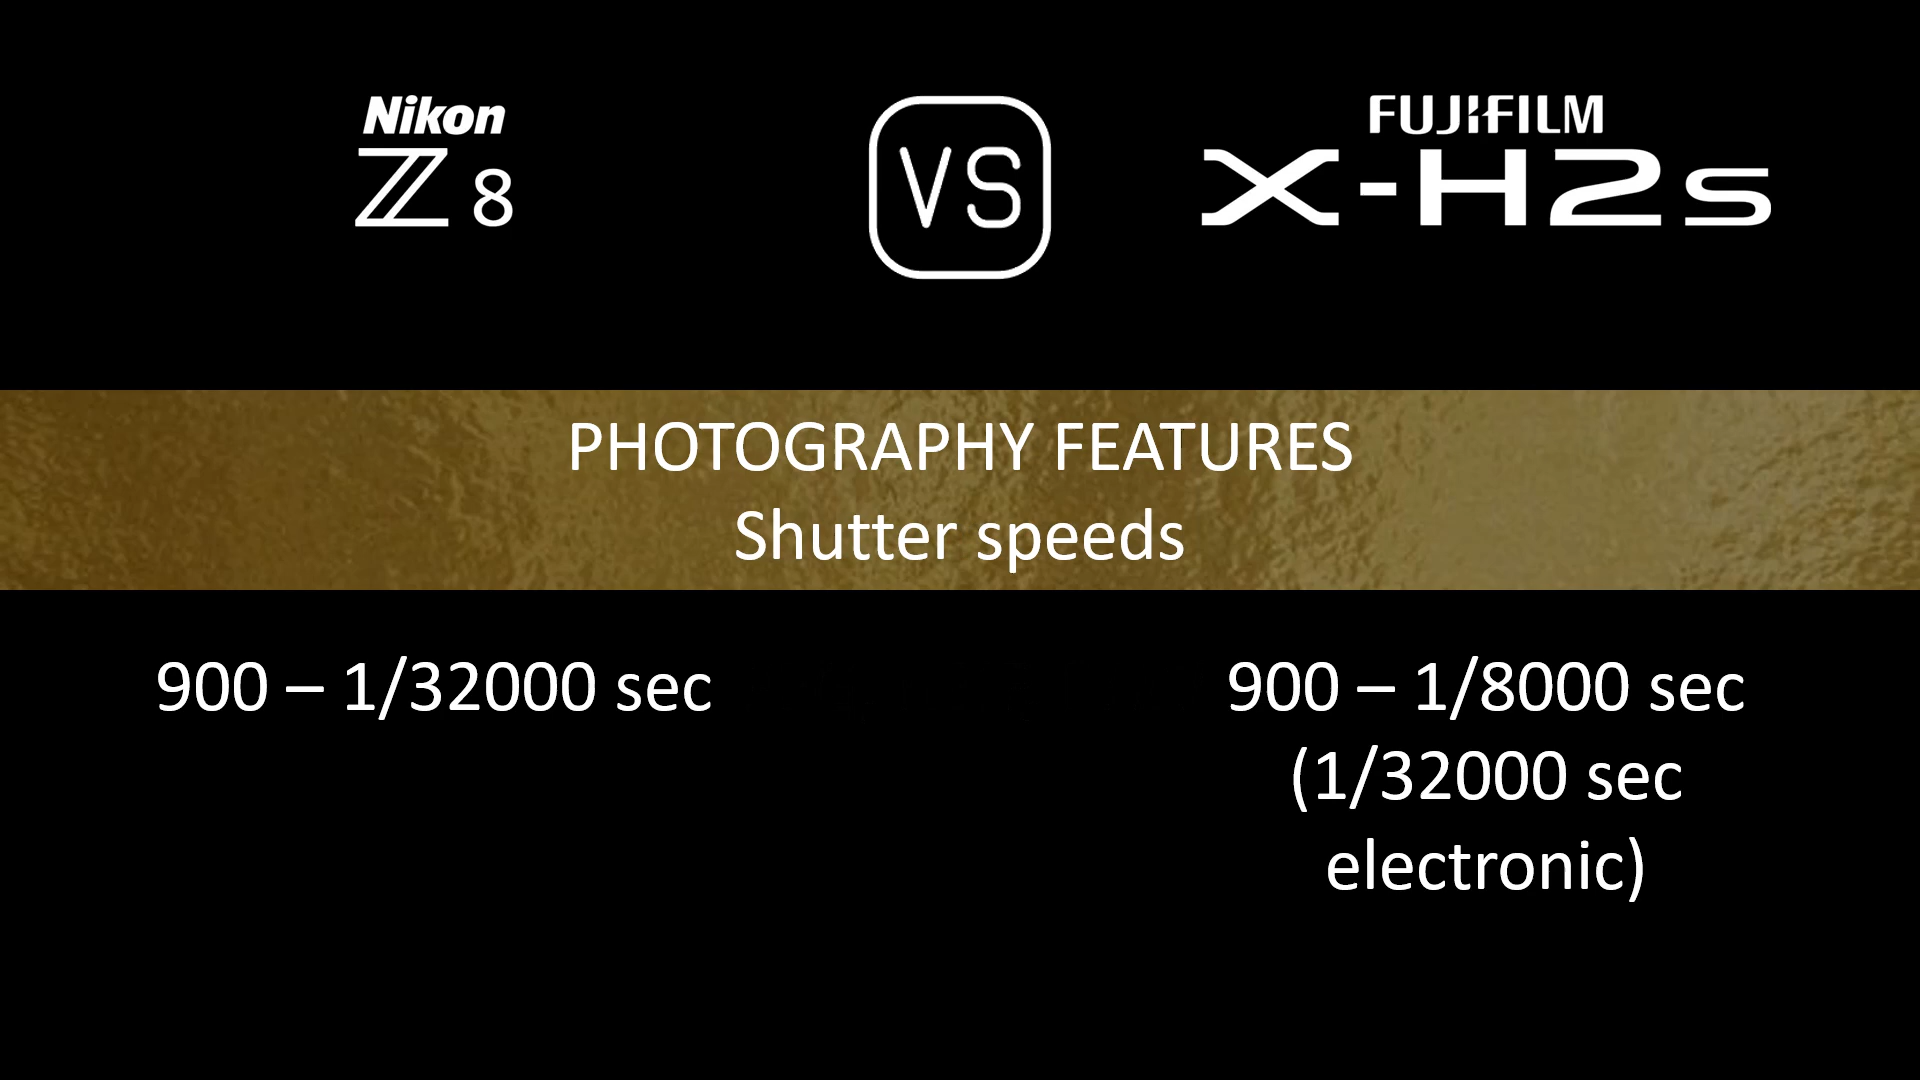 Nikon
Z 8
VS
FUJIFILM
X-H2s
PHOTOGRAPHY FEATURES
Shutter speeds
900 – 1/32000 sec
900 – 1/8000 sec
(1/32000 sec
electronic)